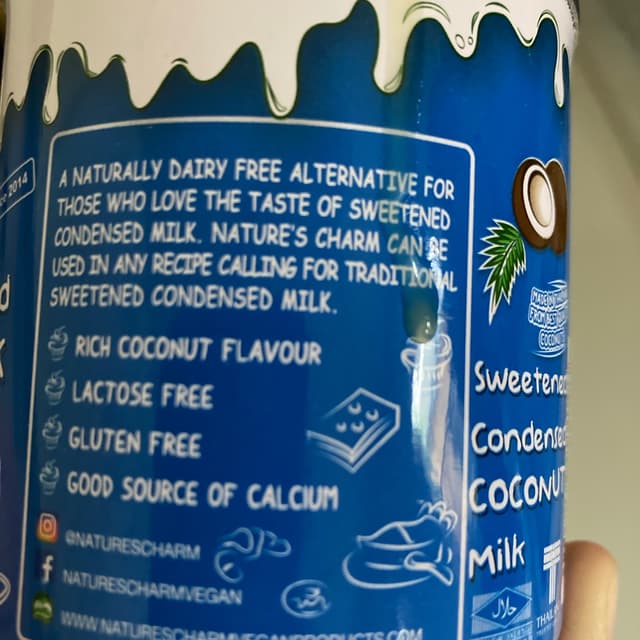 A NATURALLY DAIRY FREE ALTERNATIVE FOR
THOSE WHO LOVE THE TASTE OF SWEETENED
CONDENSED MILK. NATURE'S CHARM CAN BE
USED IN ANY RECIPE CALLING FOR TRADITIONAL
SWEETENED CONDENSED MILK.
RICH COCONUT FLAVOUR
LACTOSE FREE
GLUTEN FREE
GOOD SOURCE OF CALCIUM
@NATURESCHARM
NATURESCHARMVEGAN
WWW.NATURESCHARMVEGANPRODUCTS.COM
2014
Sweetened
Condensed
COCONUT
Milk
حلال